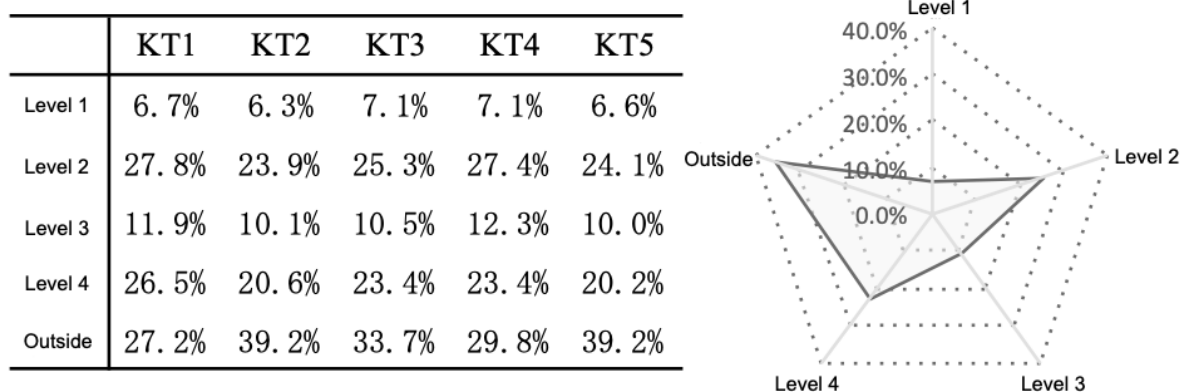 KT1 KT2 KT3 KT4 KT5
Level 1 6.7% 6.3% 7.1% 7.1% 6.6%
Level 2 27.8% 23.9% 25.3% 27.4% 24.1%
Level 3 11.9% 10.1% 10.5% 12.3% 10.0%
Level 4 26.5% 20.6% 23.4% 23.4% 20.2%
Outside 27.2% 39.2% 33.7% 29.8% 39.2%
Level 1
40.0%
30.0%
20.0%
Outside
Level 2
10.0%
0.0%
Level 4
Level 3